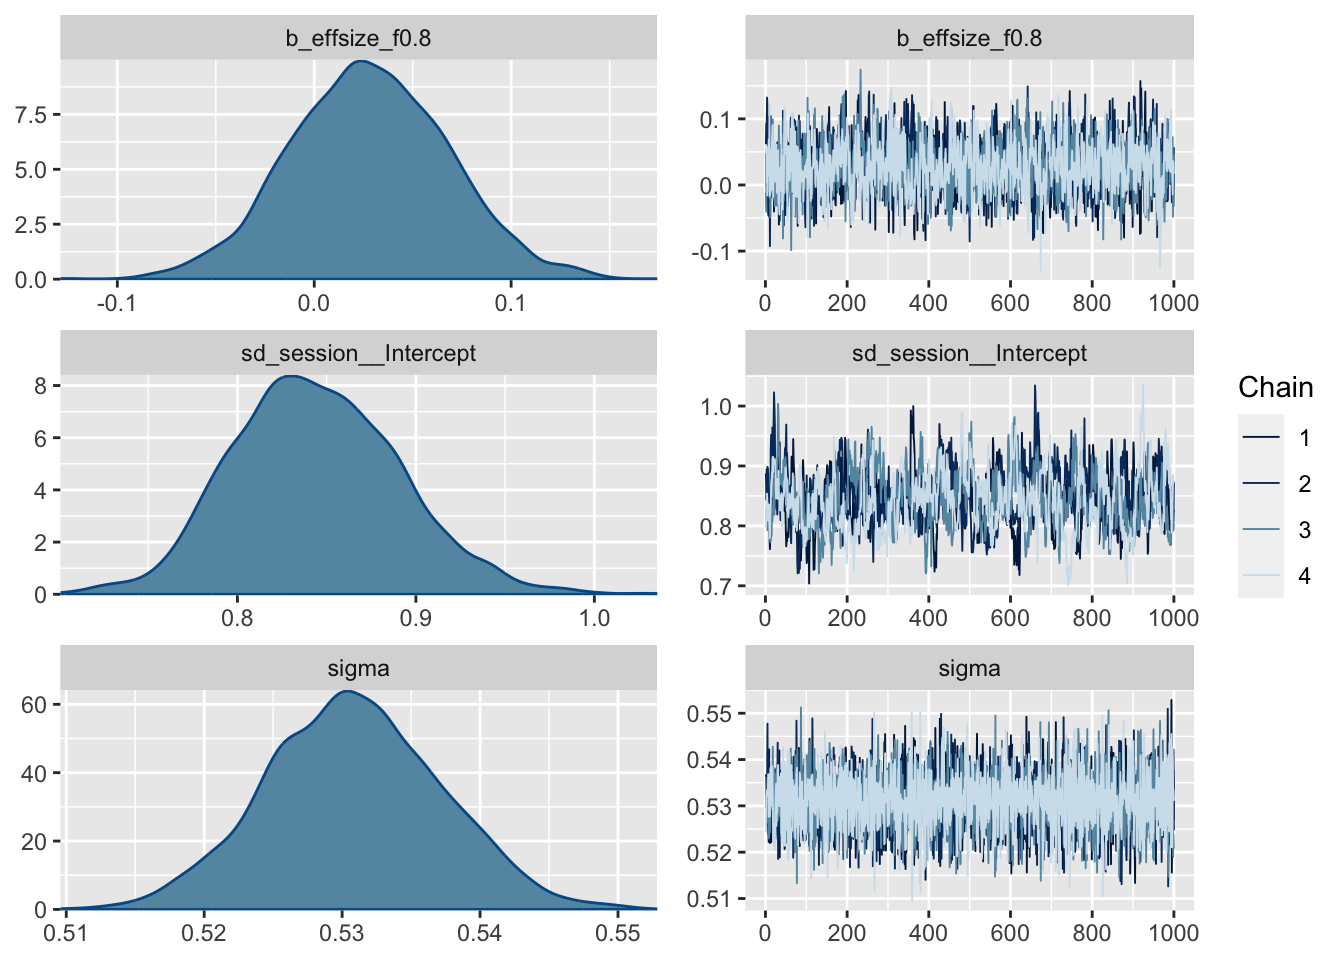 b_effsize_f0.8
7.5
5.0
2.5
0.0
-0.1 0.0 0.1
b_effsize_f0.8
0.1
0.0
-0.1
0 200 400 600 800 1000
sd_session__Intercept
8
6
4
2
0
0.8 0.9 1.0
sd_session__Intercept
1.0
0.9
0.8
0.7
0 200 400 600 800 1000
sigma
60
40
20
0
0.51 0.52 0.53 0.54 0.55
sigma
0.55
0.54
0.53
0.52
0.51
0 200 400 600 800 1000
Chain
1
2
3
4